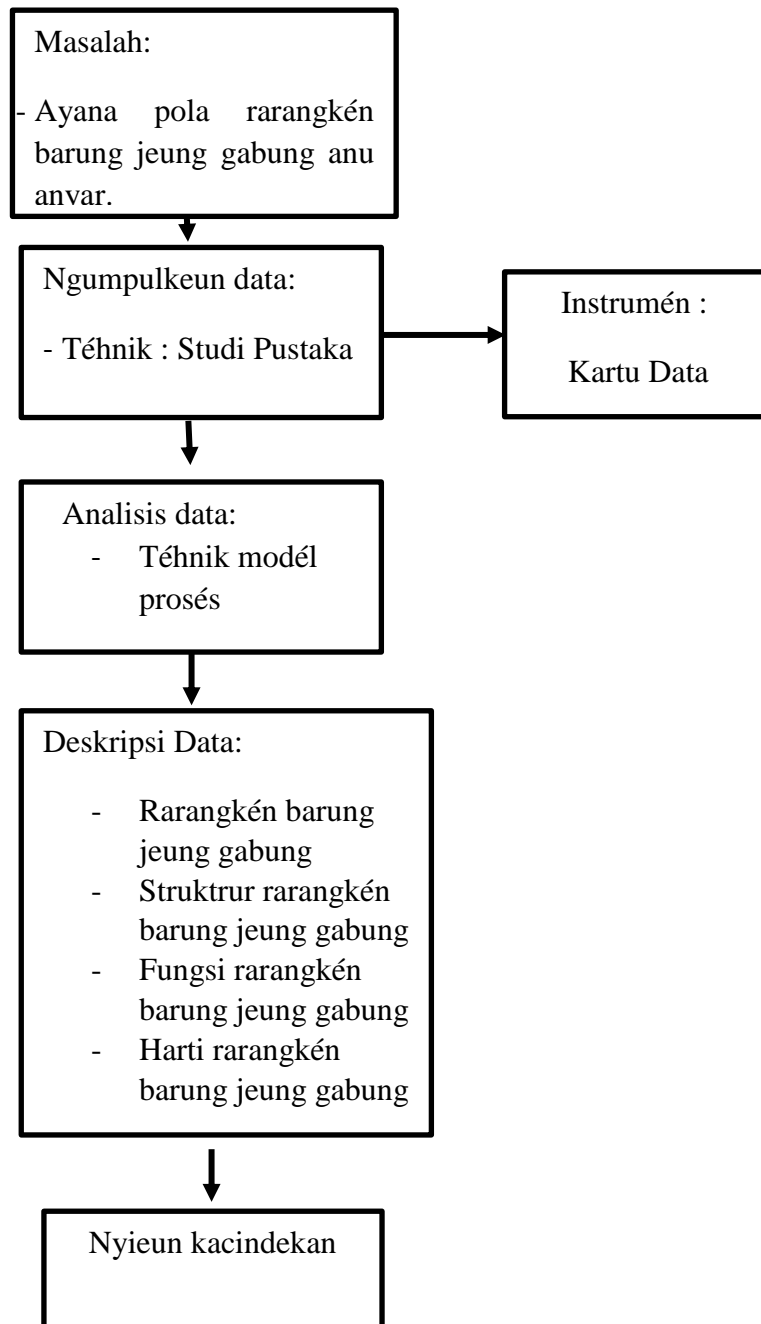 Masalah:
- Ayana pola rarangkén
barung jeung gabung anu
anvar.
Ngumpulkeun data:
- Téhnik : Studi Pustaka
Instrumén :
Kartu Data
Analisis data:
- Téhnik modél
prosés
Deskripsi Data:
- Rarangkén barung
jeung gabung
- Struktrur rarangkén
barung jeung gabung
- Fungsi rarangkén
barung jeung gabung
- Harti rarangkén
barung jeung gabung
Nyieun kacindekan